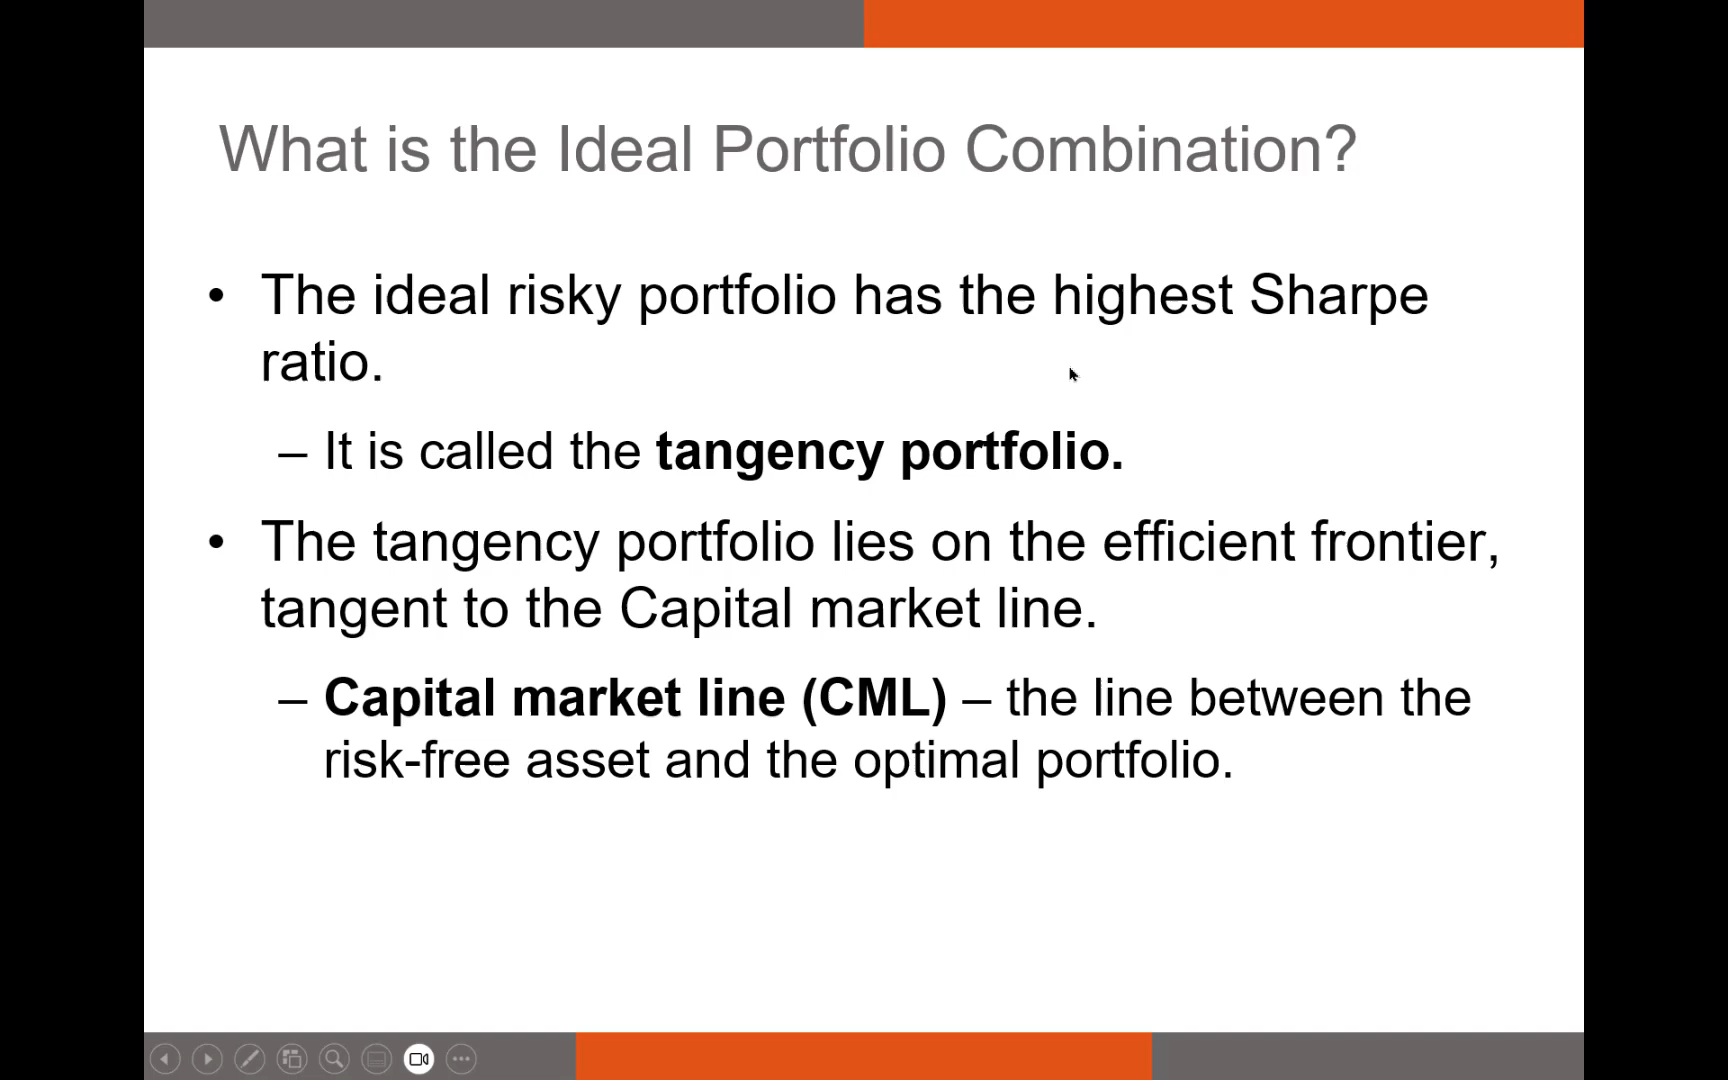 What is the Ideal Portfolio Combination?
• The ideal risky portfolio has the highest Sharpe
ratio.
– It is called the tangency portfolio.
• The tangency portfolio lies on the efficient frontier,
tangent to the Capital market line.
– Capital market line (CML) – the line between the
risk-free asset and the optimal portfolio.